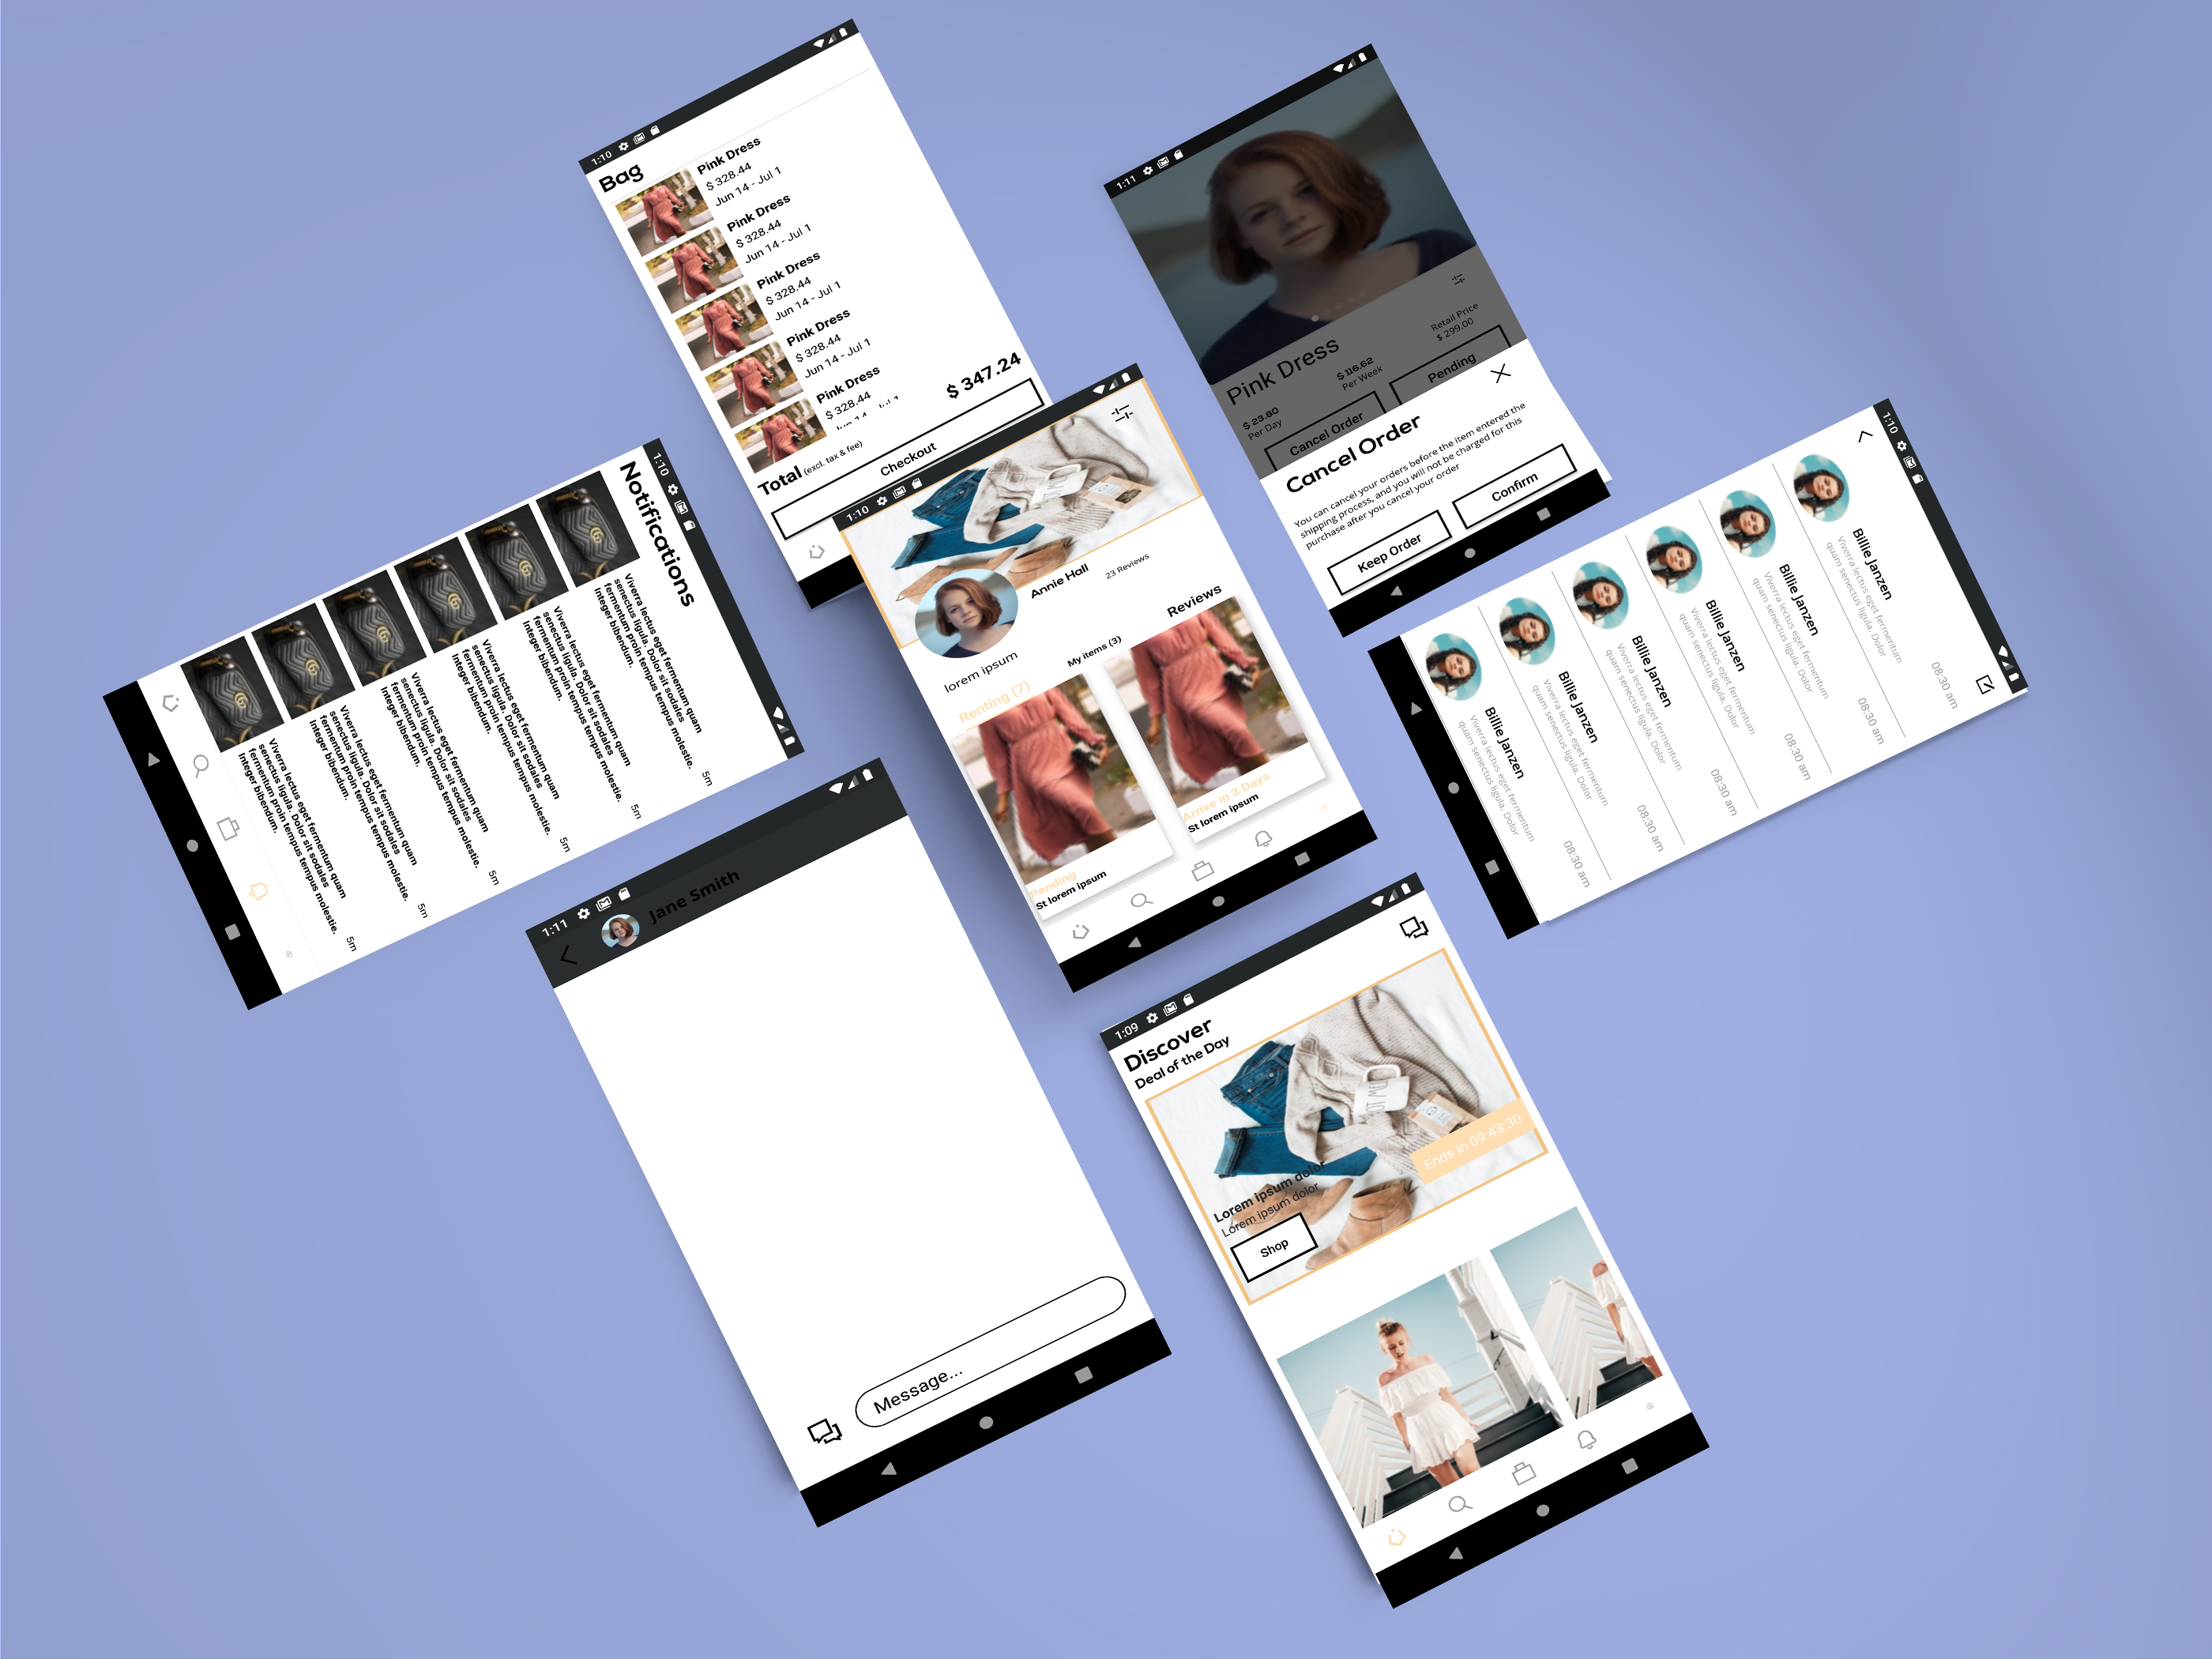 1:10
Bag
Pink Dress
$ 328.44
Jun 14 - Jul 1
Pink Dress
$ 328.44
Jun 14 - Jul 1
Pink Dress
$ 328.44
Jun 14 - Jul 1
Pink Dress
$ 328.44
Jun 14 - Jul 1
Pink Dress
$ 328.44
Jun 14 - Jul 1
Total (excl. tax & fee)
$ 347.24
Checkout
1:11
Pink Dress
$ 23.80
Per Day
$ 116.62
Per Week
Retail Price
$ 299.00
Cancel Order
Pending
Cancel Order
You can cancel your orders before the item entered the
shipping process, and you will not be charged for this
purchase after you cancel your order
Keep Order
Confirm
1:10
Notifications
Viverra lectus eget fermentum quam
senectus ligula. Dolor sit sodales
fermentum proin tempus tempus molestie.
Integer bibendum.
5m
Viverra lectus eget fermentum quam
senectus ligula. Dolor sit sodales
fermentum proin tempus tempus molestie.
Integer bibendum.
5m
Viverra lectus eget fermentum quam
senectus ligula. Dolor sit sodales
fermentum proin tempus tempus molestie.
Integer bibendum.
5m
Viverra lectus eget fermentum quam
senectus ligula. Dolor sit sodales
fermentum proin tempus tempus molestie.
Integer bibendum.
5m
Viverra lectus eget fermentum quam
senectus ligula. Dolor sit sodales
fermentum proin tempus tempus molestie.
Integer bibendum.
5m
Viverra lectus eget fermentum quam
senectus ligula. Dolor sit sodales
fermentum proin tempus tempus molestie.
Integer bibendum.
5m
1:10
Annie Hall
23 Reviews
lorem ipsum
Reviews
My items (3)
Renting (7)
Pending
St lorem ipsum
Arrive in 3 Days
St lorem ipsum
1:10
Billie Janzen
Viverra lectus eget fermentum
quam senectus ligula. Dolor
08:30 am
Billie Janzen
Viverra lectus eget fermentum
quam senectus ligula. Dolor
08:30 am
Billie Janzen
Viverra lectus eget fermentum
quam senectus ligula. Dolor
08:30 am
Billie Janzen
Viverra lectus eget fermentum
quam senectus ligula. Dolor
08:30 am
Billie Janzen
Viverra lectus eget fermentum
quam senectus ligula. Dolor
08:30 am
Billie Janzen
Viverra lectus eget fermentum
quam senectus ligula. Dolor
08:30 am
1:11
Jane Smith
Message...
1:09
Discover
Deal of the Day
Ends in 09:43:30
Lorem ipsum dolor
Lorem ipsum dolor
Shop